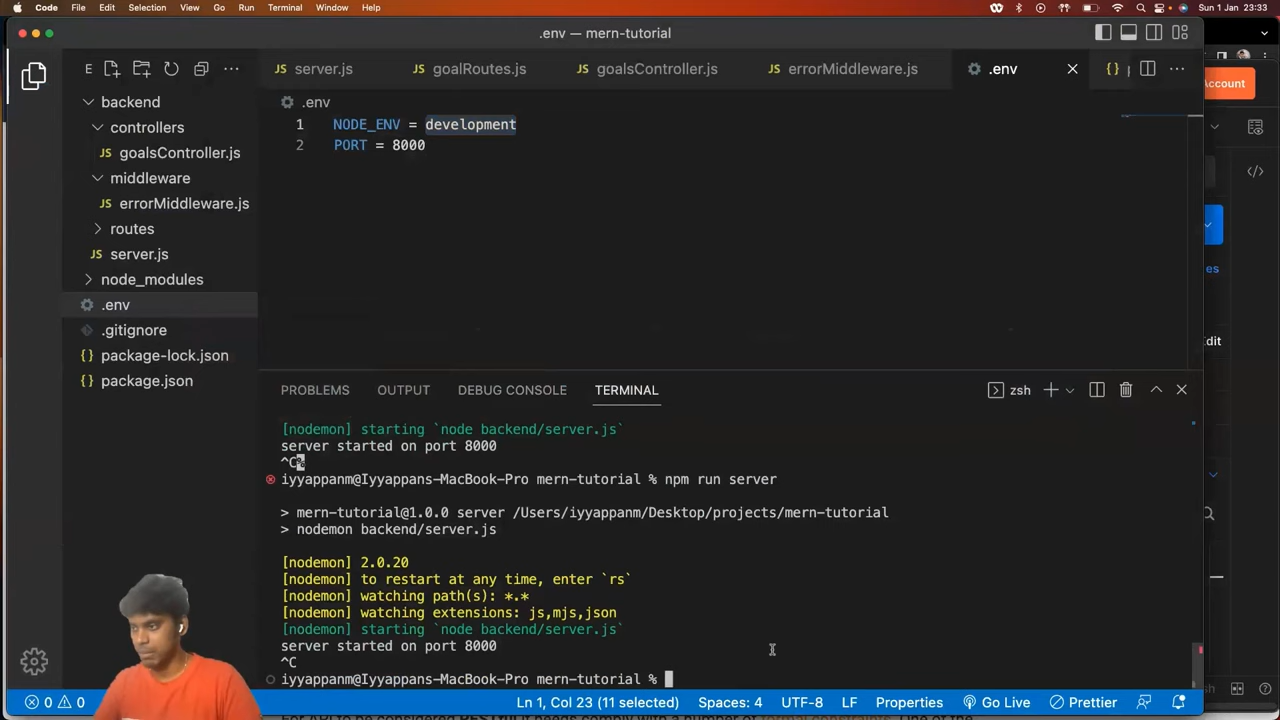 Code File Edit Selection View Go Run Terminal Window Help Sun 1 Jan 23:33
.env — mern-tutorial
E
server.js goalRoutes.js goalsController.js errorMiddleware.js .env
backend
controllers
goalsController.js
middleware
errorMiddleware.js
routes
server.js
node_modules
.env
.gitignore
package-lock.json
package.json
.env
1 NODE_ENV = development
2 PORT = 8000
PROBLEMS OUTPUT DEBUG CONSOLE TERMINAL zsh
[nodemon] starting `node backend/server.js`
server started on port 8000
^C%
iyyappanm@Iyyappans-MacBook-Pro mern-tutorial % npm run server
> mern-tutorial@1.0.0 server /Users/iyyappanm/Desktop/projects/mern-tutorial
> nodemon backend/server.js
[nodemon] 2.0.20
[nodemon] to restart at any time, enter `rs`
[nodemon] watching path(s): *.*
[nodemon] watching extensions: js,mjs,json
[nodemon] starting `node backend/server.js`
server started on port 8000
^C
iyyappanm@Iyyappans-MacBook-Pro mern-tutorial %
0 0 Ln 1, Col 23 (11 selected) Spaces: 4 UTF-8 LF Properties Go Live Prettier
Account